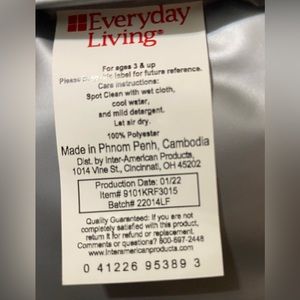 Everyday
Living®
For ages 3 & up
Please this label for future reference.
Care instructions:
Spot Clean with wet cloth,
cool water,
and mild detergent.
Let air dry.
100% Polyester
Made in Phnom Penh, Cambodia
Dist. by Inter-American Products,
1014 Vine St., Cincinnati, OH 45202
Production Date: 01/22
Item# 9101KRF3015
Batch# 22014LF
Quality Guaranteed: If you are not
completely satisfied with this product,
return it for refund or replacement.
Comments or questions? 800-697-2448
www.interamericanproducts.com
0 41226 95389 3